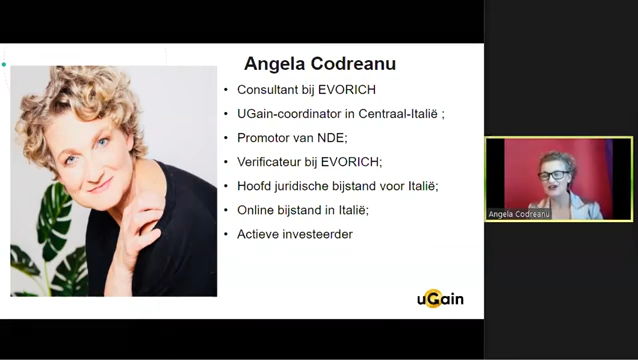 Angela Codreanu
• Consultant bij EVORICH
• UGain-coordinator in Centraal-Italië ;
• Promotor van NDE;
• Verificateur bij EVORICH;
• Hoofd juridische bijstand voor Italië;
• Online bijstand in Italië;
• Actieve investeerder
uGain
Angela Codreanu